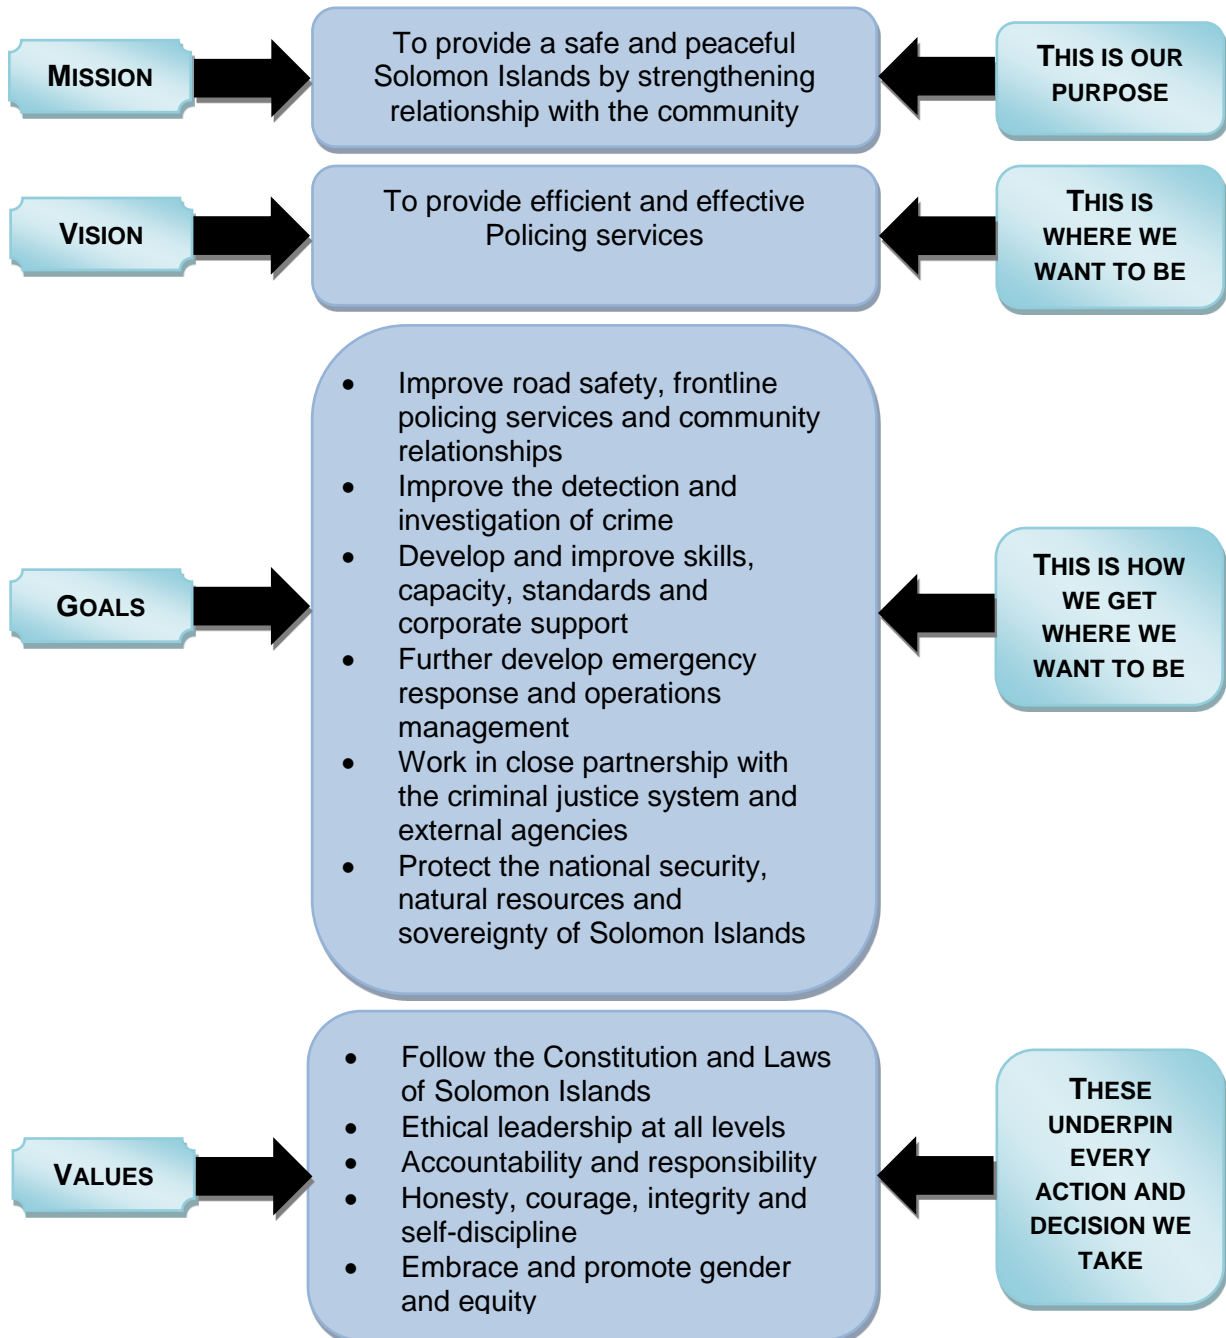 MISSION
To provide a safe and peaceful
Solomon Islands by strengthening
relationship with the community
THIS IS OUR
PURPOSE
VISION
To provide efficient and effective
Policing services
THIS IS
WHERE WE
WANT TO BE
GOALS
• Improve road safety, frontline
policing services and community
relationships
• Improve the detection and
investigation of crime
• Develop and improve skills,
capacity, standards and
corporate support
• Further develop emergency
response and operations
management
• Work in close partnership with
the criminal justice system and
external agencies
• Protect the national security,
natural resources and
sovereignty of Solomon Islands
THIS IS HOW
WE GET
WHERE WE
WANT TO BE
VALUES
• Follow the Constitution and Laws
of Solomon Islands
• Ethical leadership at all levels
• Accountability and responsibility
• Honesty, courage, integrity and
self-discipline
• Embrace and promote gender
and equity
THESE
UNDERPIN
EVERY
ACTION AND
DECISION WE
TAKE